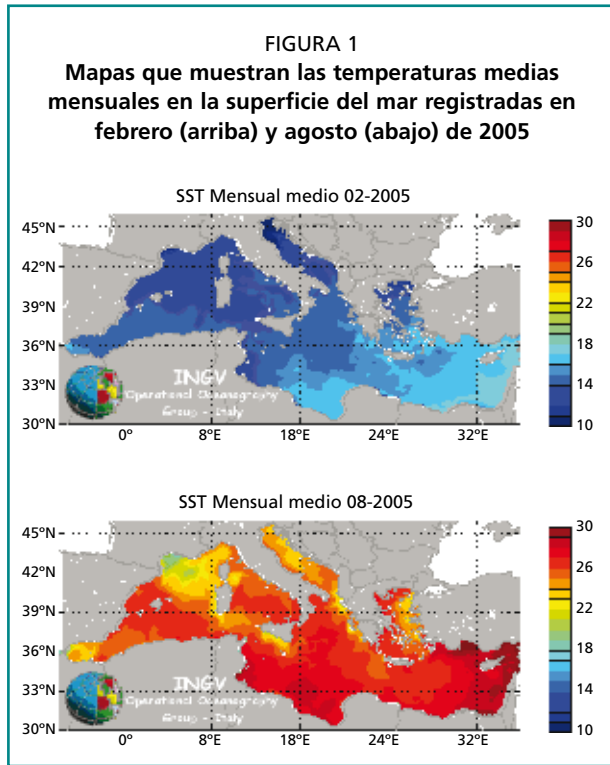 FIGURA 1
Mapas que muestran las temperaturas medias
mensuales en la superficie del mar registradas en
febrero (arriba) y agosto (abajo) de 2005
SST Mensual medio 02-2005
45ºN
42ºN
39ºN
36ºN
33ºN
30ºN
0º 8ºE 18ºE 24ºE 32ºE
30
26
22
18
14
10
INGV
Operational Oceanography
Group - Italy
SST Mensual medio 08-2005
45ºN
42ºN
39ºN
36ºN
33ºN
30ºN
0º 8ºE 18ºE 24ºE 32ºE
30
26
22
18
14
10
INGV
Operational Oceanography
Group - Italy